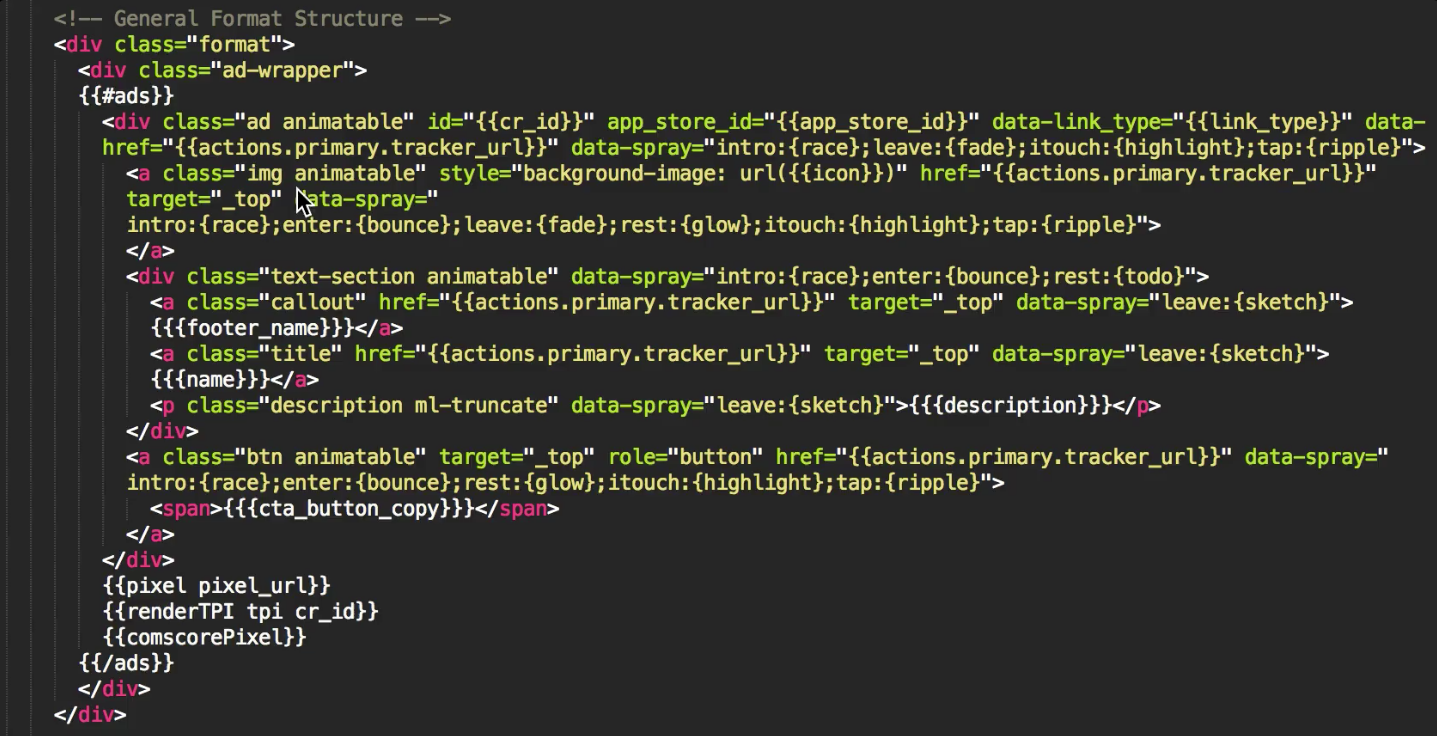 <!-- General Format Structure -->
<div class="format">
<div class="ad-wrapper">
{{#ads}}
<div class="ad animatable" id="{{cr_id}}" app_store_id="{{app_store_id}}" data-link_type="{{link_type}}" data-
href="{{actions.primary.tracker_url}}" data-spray="intro:{race};leave:{fade};itouch:{highlight};tap:{ripple}">
<a class="img animatable" style="background-image: url({{icon}})" href="{{actions.primary.tracker_url}}"
target="_top" data-spray="
intro:{race};enter:{bounce};leave:{fade};rest:{glow};itouch:{highlight};tap:{ripple}">
</a>
<div class="text-section animatable" data-spray="intro:{race};enter:{bounce};rest:{todo}">
<a class="callout" href="{{actions.primary.tracker_url}}" target="_top" data-spray="leave:{sketch}">
{{{footer_name}}}</a>
<a class="title" href="{{actions.primary.tracker_url}}" target="_top" data-spray="leave:{sketch}">
{{{name}}}</a>
<p class="description ml-truncate" data-spray="leave:{sketch}">{{{description}}}</p>
</div>
<a class="btn animatable" target="_top" role="button" href="{{actions.primary.tracker_url}}" data-spray="
intro:{race};enter:{bounce};rest:{glow};itouch:{highlight};tap:{ripple}">
<span>{{{cta_button_copy}}}</span>
</a>
</div>
{{pixel pixel_url}}
{{renderTPI tpi cr_id}}
{{comscorePixel}}
{{/ads}}
</div>
</div>